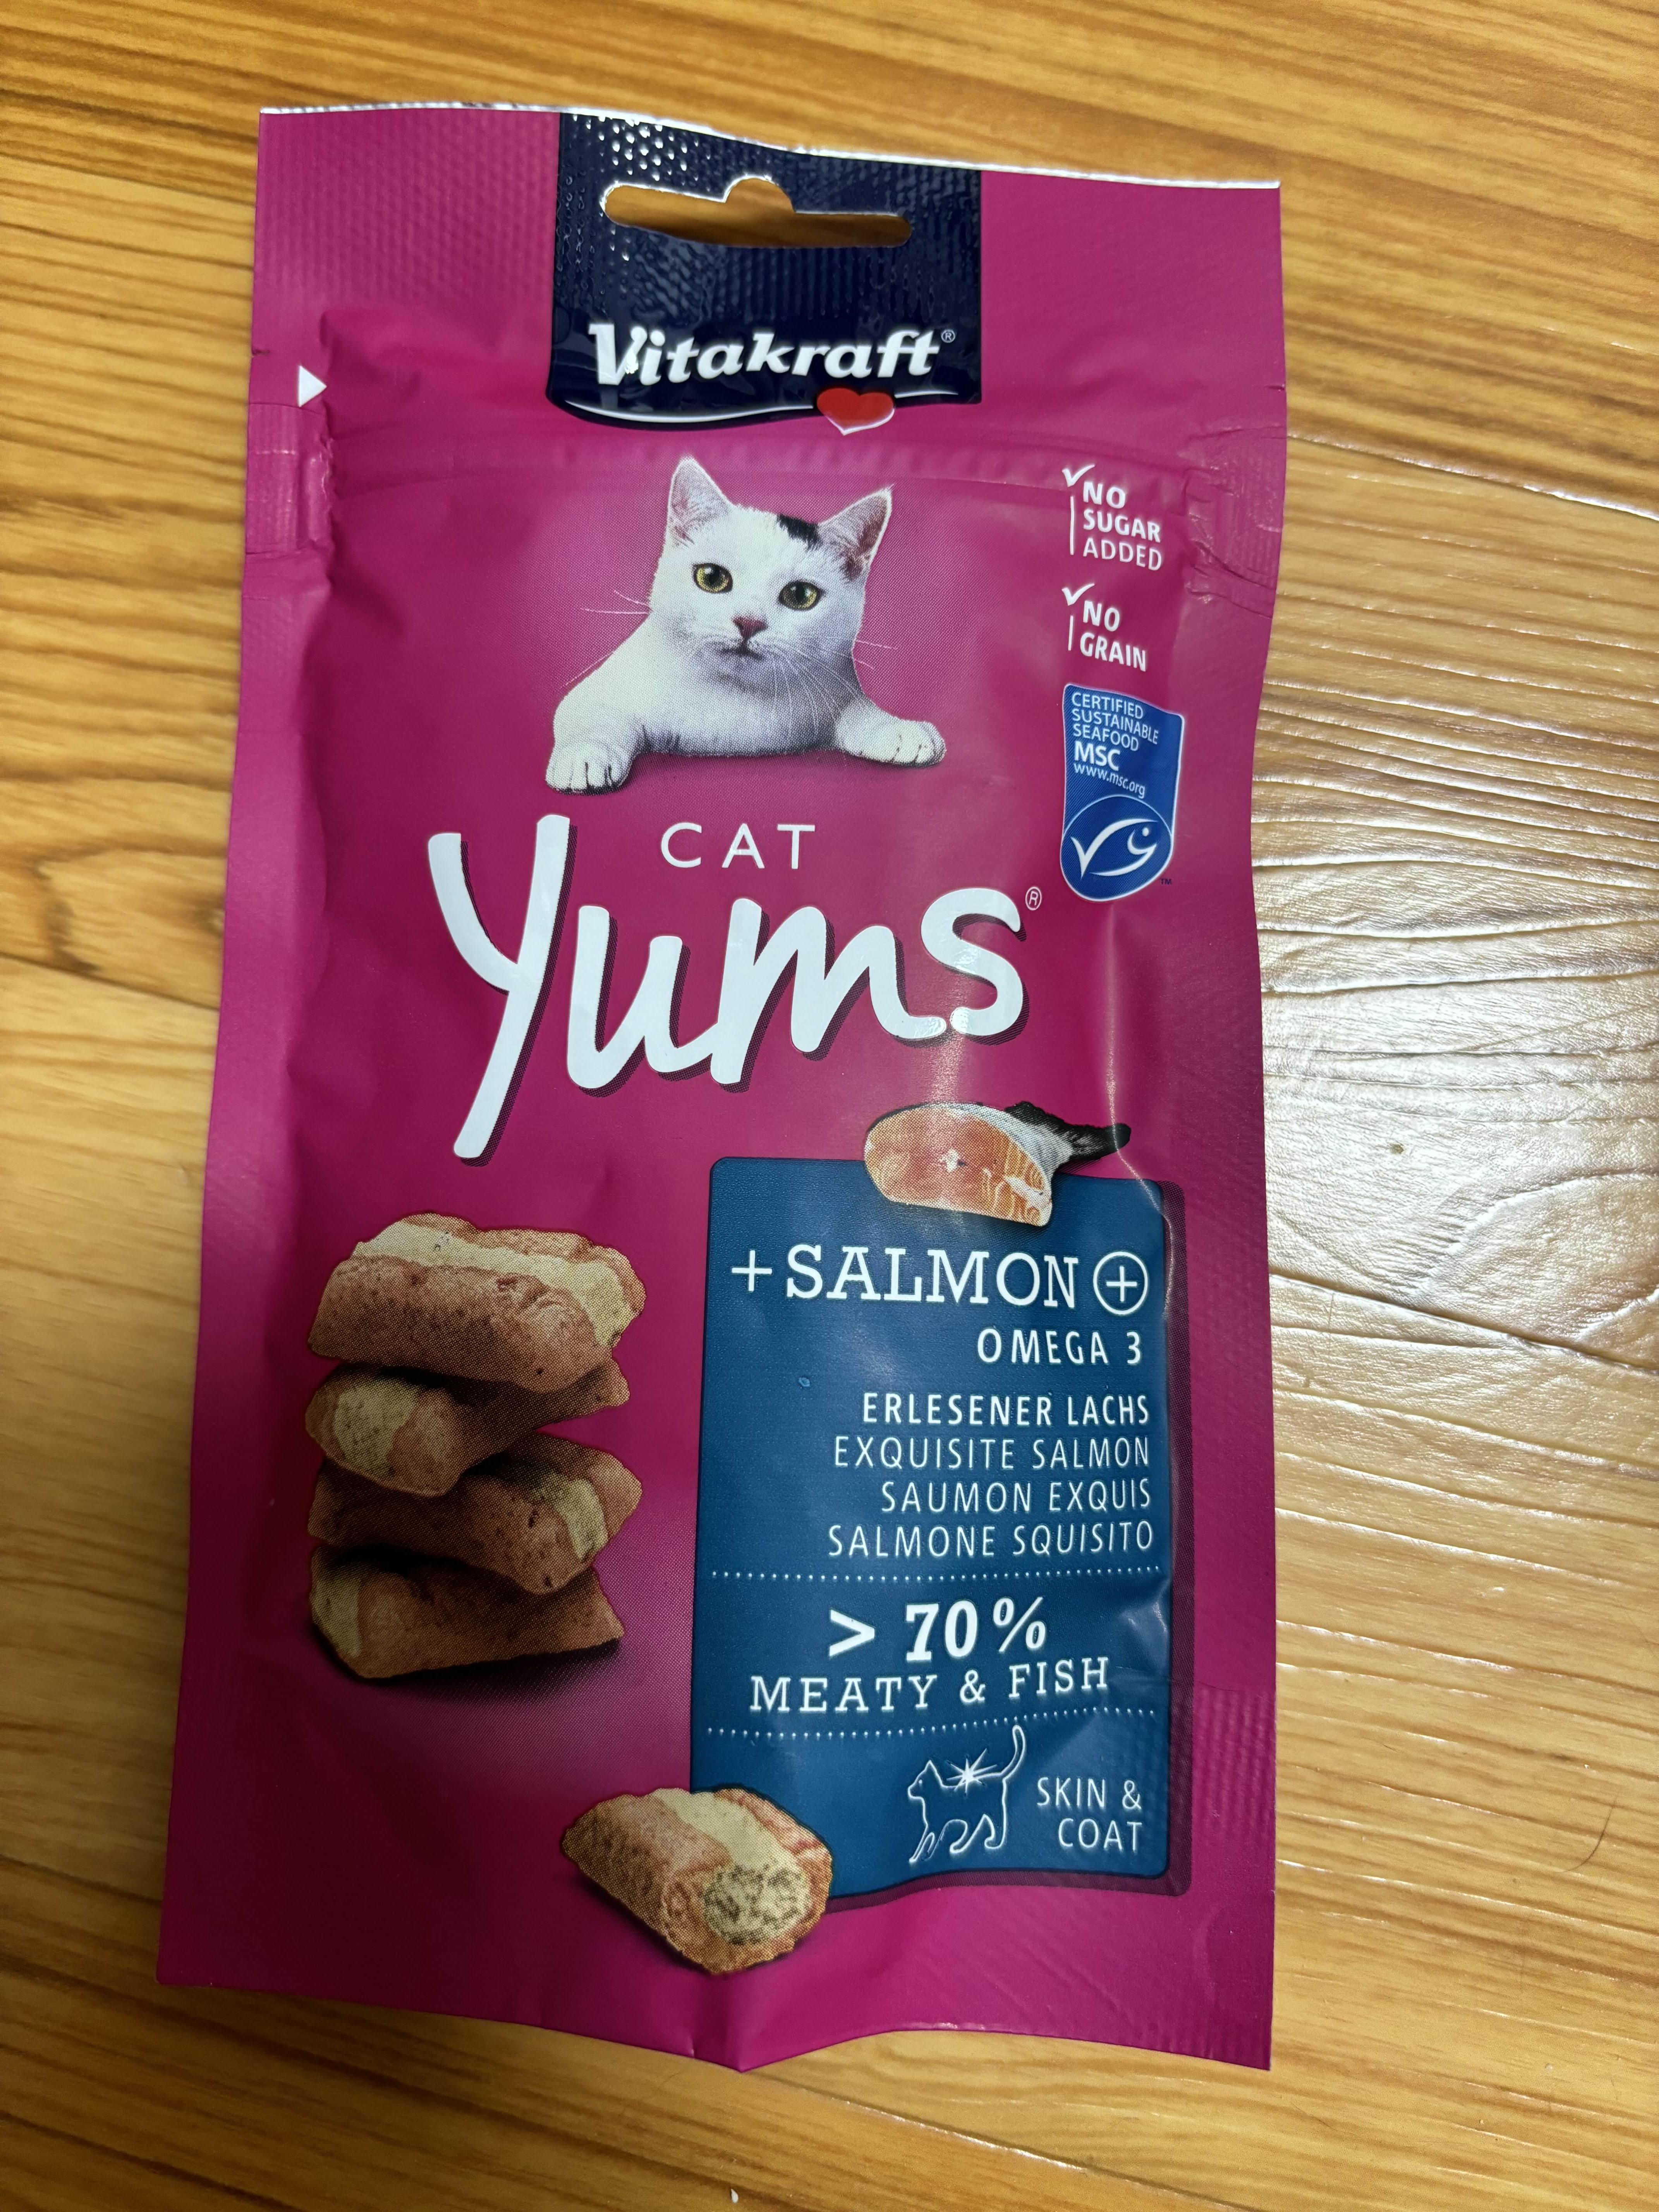 Vitakraft®
NO
SUGAR
ADDED
NO
GRAIN
CERTIFIED
SUSTAINABLE
SEAFOOD
MSC
www.msc.org
TM
CAT
Yums®
+SALMON+
OMEGA 3
ERLESENER LACHS
EXQUISITE SALMON
SAUMON EXQUIS
SALMONE SQUISITO
> 70%
MEATY & FISH
SKIN &
COAT